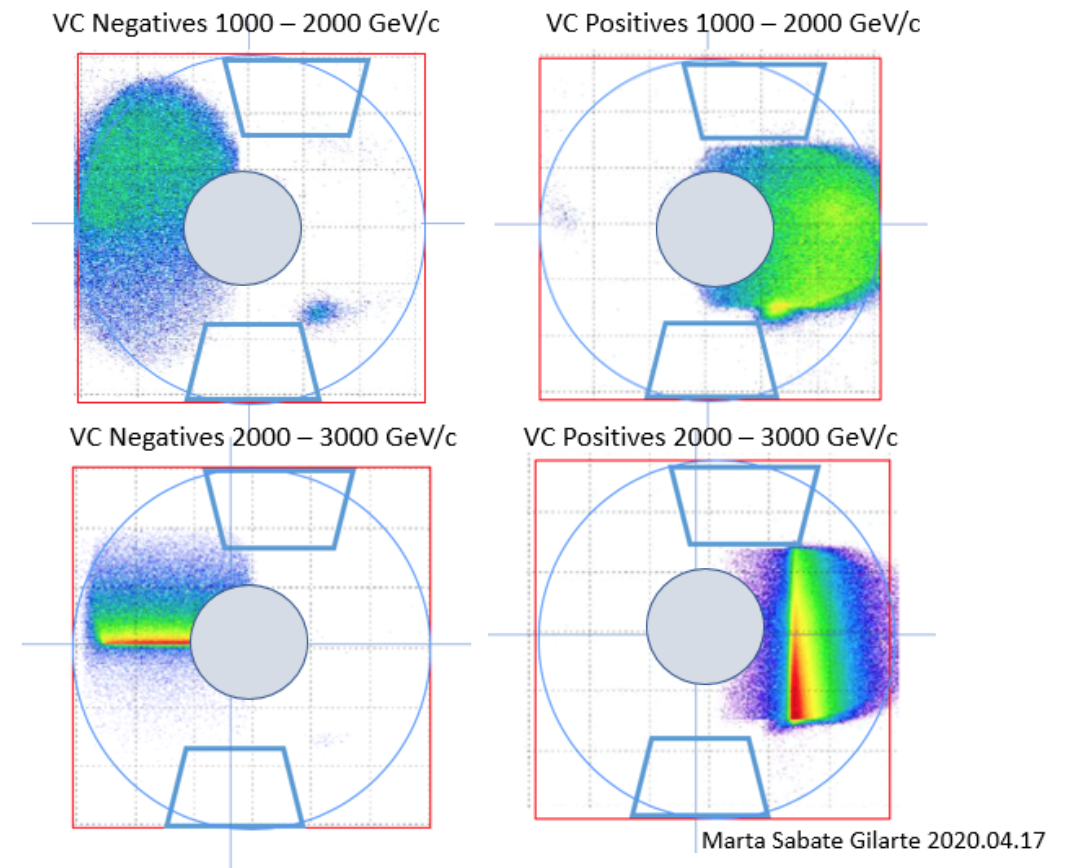 VC Negatives 1000 – 2000 GeV/c
VC Positives 1000 – 2000 GeV/c
VC Negatives 2000 – 3000 GeV/c
VC Positives 2000 – 3000 GeV/c
Marta Sabate Gilarte 2020.04.17